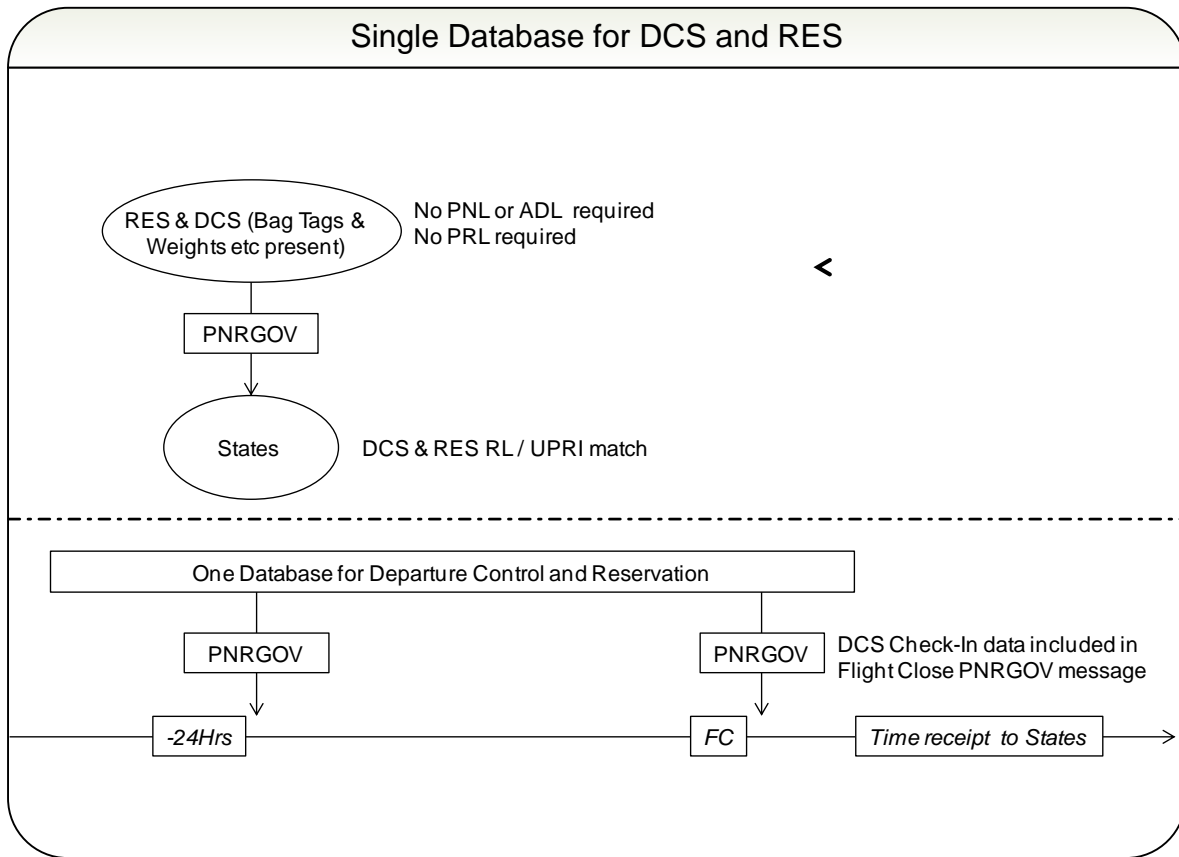 Single Database for DCS and RES
RES & DCS (Bag Tags &
Weights etc present)
No PNL or ADL required
No PRL required
<
PNRGOV
States
DCS & RES RL / UPRI match
One Database for Departure Control and Reservation
PNRGOV
PNRGOV
DCS Check-In data included in
Flight Close PNRGOV message
-24Hrs
FC
Time receipt to States